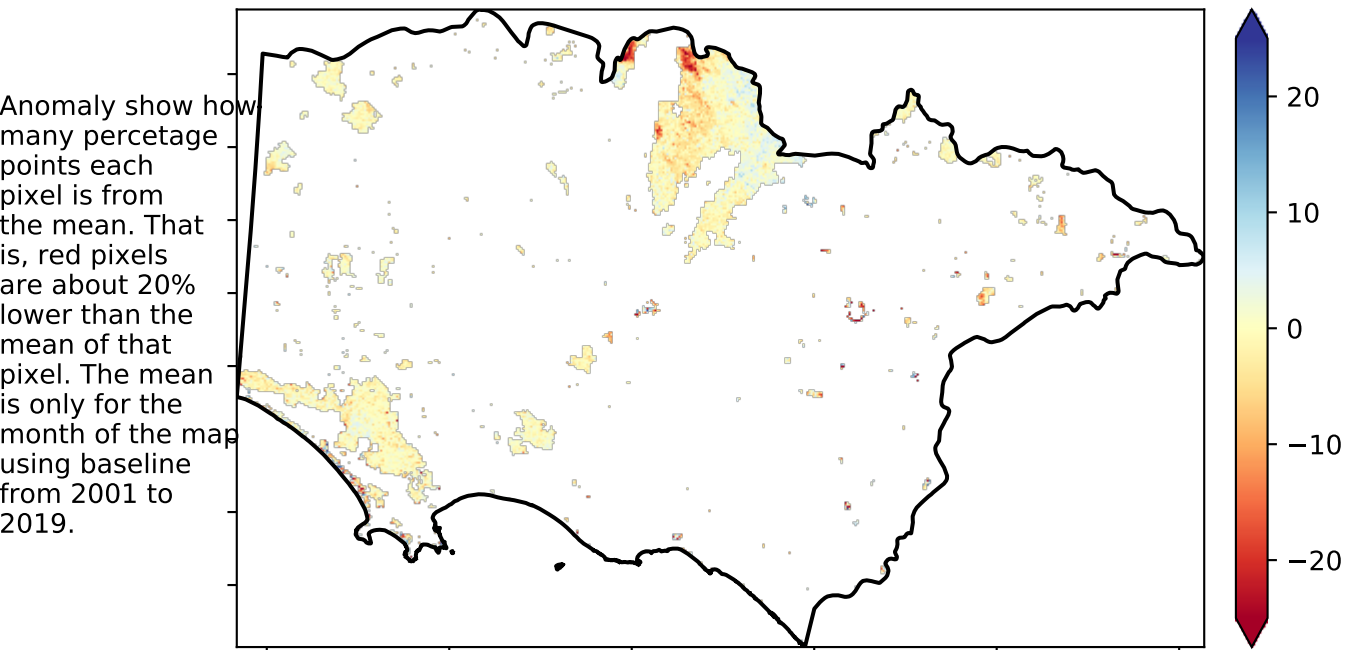 Anomaly show how
many percetage
points each
pixel is from
the mean. That
is, red pixels
are about 20%
lower than the
mean of that
pixel. The mean
is only for the
month of the map
using baseline
from 2001 to
2019.
20
10
0
−10
−20